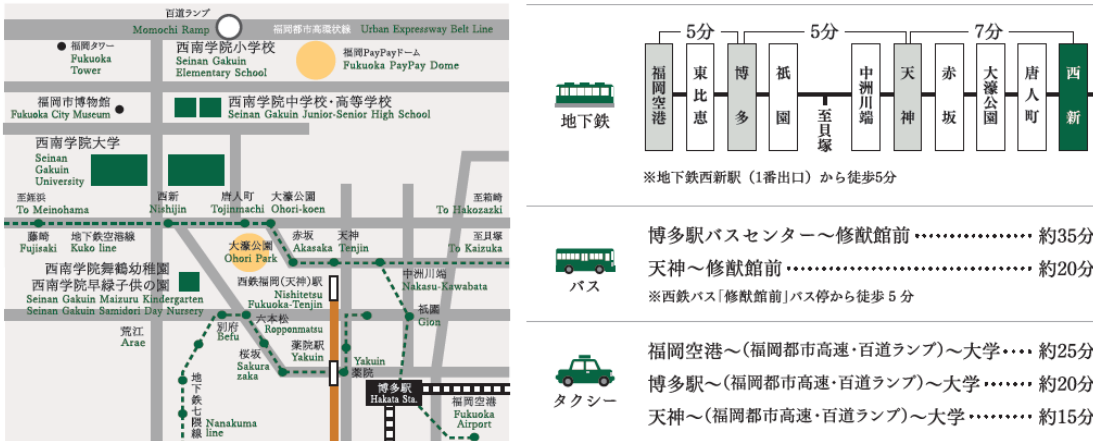 百道ランプ
Momochi Ramp
福岡都市高環状線 Urban Expressway Belt Line
福岡タワー
Fukuoka
Tower
西南学院小学校
Seinan Gakuin
Elementary School
福岡PayPayドーム
Fukuoka PayPay Dome
福岡市博物館
Fukuoka City Museum
西南学院中学校・高等学校
Seinan Gakuin Junior-Senior High School
西南学院大学
Seinan
Gakuin
University
至姪浜
To Meinohama
西新
Nishijin
唐人町
Tojinmachi
大濠公園
Ohori-koen
至箱崎
To Hakozaki
藤崎
Fujisaki
地下鉄空港線
Kuko line
大濠公園
Ohori Park
赤坂
Akasaka
天神
Tenjin
至貝塚
To Kaizuka
西南学院舞鶴幼稚園
西南学院早緑子供の園
Seinan Gakuin Maizuru Kindergarten
Seinan Gakuin Samidori Day Nursery
西鉄福岡(天神)駅
Nishitetsu
Fukuoka-Tenjin
中洲川端
Nakasu-Kawabata
祇園
Gion
荒江
Arae
別府
Befu
六本松
Ropponmatsu
桜坂
Sakura
zaka
薬院駅
Yakuin
Yakuin
薬院
地下鉄七隈線
Nanakuma
line
博多駅
Hakata Sta.
福岡空港
Fukuoka
Airport
地下鉄
5分
5分
7分
福岡空港
東比恵
博多
祇園
至貝塚
中洲川端
天神
赤坂
大濠公園
唐人町
西新
※地下鉄西新駅（1番出口）から徒歩5分
バス
博多駅バスセンター～修猷館前 約35分
天神～修猷館前 約20分
※西鉄バス「修猷館前」バス停から徒歩 5 分
タクシー
福岡空港～(福岡都市高速・百道ランプ)～大学 約25分
博多駅～(福岡都市高速・百道ランプ)～大学 約20分
天神～(福岡都市高速・百道ランプ)～大学 約15分